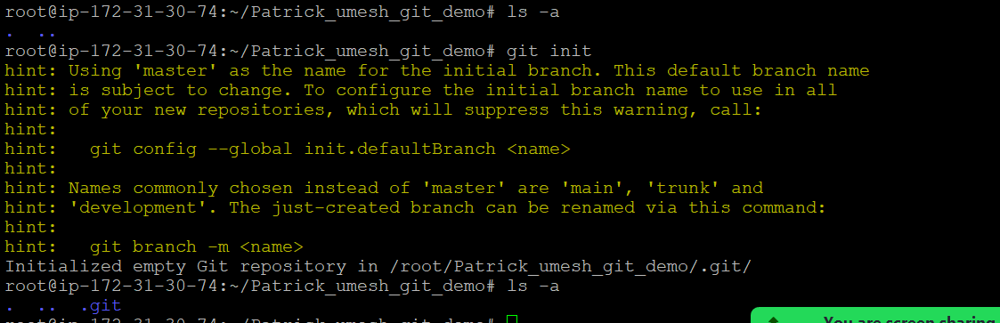 root@ip-172-31-30-74:~/Patrick_umesh_git_demo# ls -a
.  ..
root@ip-172-31-30-74:~/Patrick_umesh_git_demo# git init
hint: Using 'master' as the name for the initial branch. This default branch name
hint: is subject to change. To configure the initial branch name to use in all
hint: of your new repositories, which will suppress this warning, call:
hint:
hint:   git config --global init.defaultBranch <name>
hint:
hint: Names commonly chosen instead of 'master' are 'main', 'trunk' and
hint: 'development'. The just-created branch can be renamed via this command:
hint:
hint:   git branch -m <name>
Initialized empty Git repository in /root/Patrick_umesh_git_demo/.git/
root@ip-172-31-30-74:~/Patrick_umesh_git_demo# ls -a
.  ..  .git
root@ip-172-31-30-74:~/Patrick_umesh_git_demo#
You are screen sharing